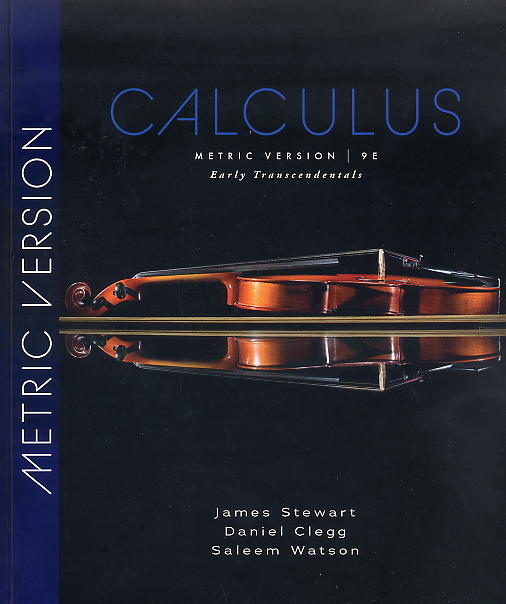 METRIC VERSION
CALCULUS
METRIC VERSION | 9E
Early Transcendentals
James Stewart
Daniel Clegg
Saleem Watson